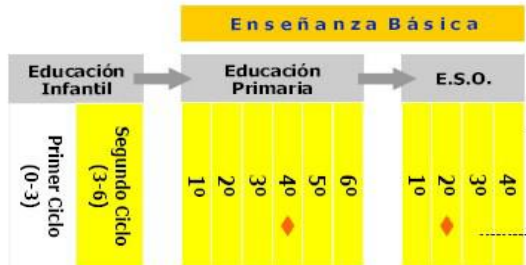 Enseñanza Básica
Educación
Infantil
Educación
Primaria
E.S.O.
Primer Ciclo
(0-3)
Segundo Ciclo
(3-6)
1º
2º
3º
4º
5º
6º
1º
2º
3º
4º